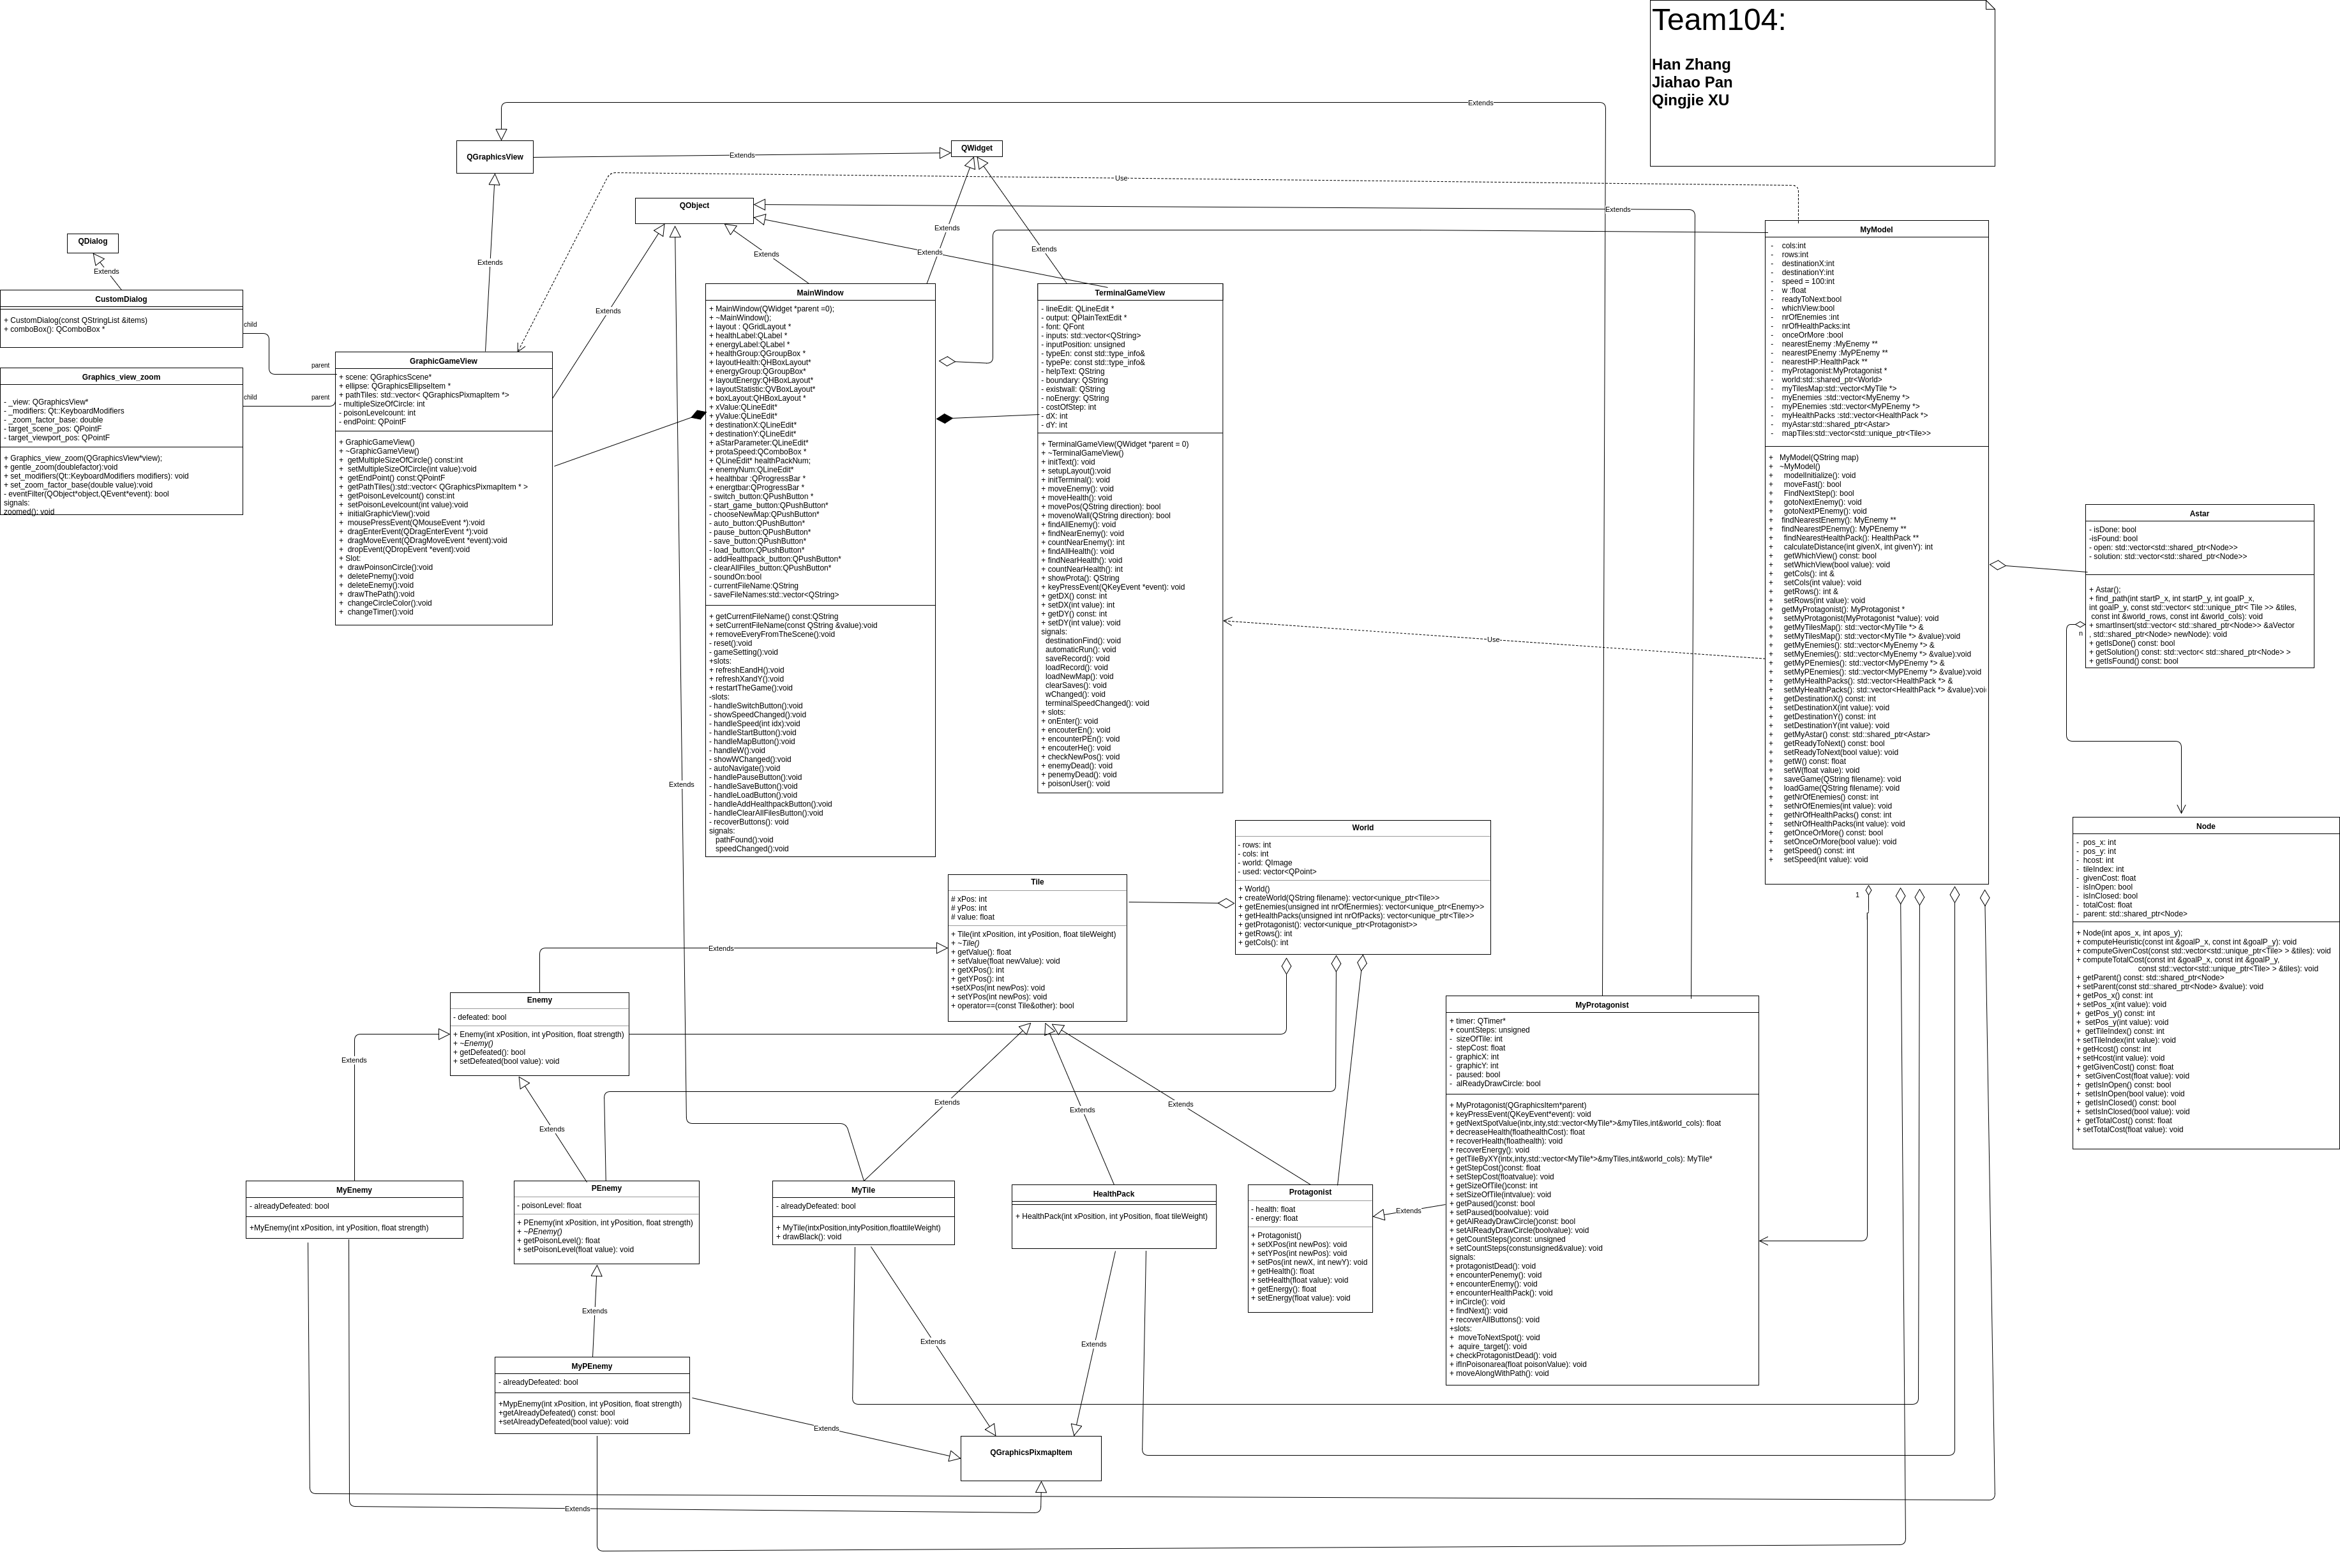 Team104:
Han Zhang
Jiahao Pan
Qingjie XU
Extends
QGraphicsView
Extends
QWidget
Use
QObject
Extends
QDialog
Extends
Extends
Extends
Extends
Extends
Extends
Extends
CustomDialog
+ CustomDialog(const QStringList &items)
+ comboBox(): QComboBox *
child
parent
Graphics_view_zoom
- _view: QGraphicsView*
- _modifiers: Qt::KeyboardModifiers
- _zoom_factor_base: double
- target_scene_pos: QPointF
- target_viewport_pos: QPointF
+ Graphics_view_zoom(QGraphicsView*view);
+ gentle_zoom(doublefactor):void
+ set_modifiers(Qt::KeyboardModifiers modifiers): void
+ set_zoom_factor_base(double value):void
- eventFilter(QObject*object,QEvent*event): bool
signals:
zoomed(): void
child
parent
GraphicGameView
+ scene: QGraphicsScene*
+ ellipse: QGraphicsEllipseItem *
+ pathTiles: std::vector< QGraphicsPixmapItem *>
- multipleSizeOfCircle: int
- poisonLevelcount: int
- endPoint: QPointF
+ GraphicGameView()
+ ~GraphicGameView()
+ getMultipleSizeOfCircle() const:int
+ setMultipleSizeOfCircle(int value):void
+ getEndPoint() const:QPointF
+ getPathTiles():std::vector< QGraphicsPixmapItem * >
+ getPoisonLevelcount() const:int
+ setPoisonLevelcount(int value):void
+ initialGraphicView():void
+ mousePressEvent(QMouseEvent *):void
+ dragEnterEvent(QDragEnterEvent *):void
+ dragMoveEvent(QDragMoveEvent *event):void
+ dropEvent(QDropEvent *event):void
+ Slot:
+ drawPoinsonCircle():void
+ deletePnemy():void
+ deleteEnemy():void
+ drawThePath():void
+ changeCircleColor():void
+ changeTimer():void
MainWindow
+ MainWindow(QWidget *parent =0);
+ ~MainWindow();
+ layout : QGridLayout *
+ healthLabel:QLabel *
+ energyLabel:QLabel *
+ healthGroup:QGroupBox *
+ layoutHealth:QHBoxLayout*
+ energyGroup:QGroupBox*
+ layoutEnergy:QHBoxLayout*
+ layoutStatistic:QVBoxLayout*
+ boxLayout:QHBoxLayout *
+ xValue:QLineEdit*
+ yValue:QLineEdit*
+ destinationX:QLineEdit*
+ destinationY:QLineEdit*
+ aStarParameter:QLineEdit*
+ protaSpeed:QComboBox *
+ QLineEdit* healthPackNum;
+ enemyNum:QLineEdit*
+ healthbar :QProgressBar *
+ energtbar:QProgressBar *
- switch_button:QPushButton *
- start_game_button:QPushButton*
- chooseNewMap:QPushButton*
- auto_button:QPushButton*
- pause_button:QPushButton*
- save_button:QPushButton*
- load_button:QPushButton*
- addHealthpack_button:QPushButton*
- clearAllFiles_button:QPushButton*
- soundOn:bool
- currentFileName:QString
- saveFileNames:std::vector<QString>
+ getCurrentFileName() const:QString
+ setCurrentFileName(const QString &value):void
+ removeEveryFromTheScene():void
- reset():void
- gameSetting():void
+slots:
+ refreshEandH():void
+ refreshXandY():void
+ restartTheGame():void
-slots:
- handleSwitchButton():void
- showSpeedChanged():void
- handleSpeed(int idx):void
- handleStartButton():void
- handleMapButton():void
- handleW():void
- showWChanged():void
- autoNavigate():void
- handlePauseButton():void
- handleSaveButton():void
- handleLoadButton():void
- handleAddHealthpackButton():void
- handleClearAllFilesButton():void
- recoverButtons(): void
signals:
pathFound():void
speedChanged():void
TerminalGameView
- lineEdit: QLineEdit *
- output: QPlainTextEdit *
- font: QFont
- inputs: std::vector<QString>
- inputPosition: unsigned
- typeEn: const std::type_info&
- typePe: const std::type_info&
- helpText: QString
- boundary: QString
- existwall: QString
- noEnergy: QString
- costOfStep: int
- dX: int
- dY: int
+ TerminalGameView(QWidget *parent = 0)
+ ~TerminalGameView()
+ initText(): void
+ setupLayout():void
+ initTerminal(): void
+ moveEnemy(): void
+ moveHealth(): void
+ movePos(QString direction): bool
+ movenoWall(QString direction): bool
+ findAllEnemy(): void
+ findNearEnemy(): void
+ countNearEnemy(): int
+ findAllHealth(): void
+ findNearHealth(): void
+ countNearHealth(): int
+ showProta(): QString
+ keyPressEvent(QKeyEvent *event): void
+ getDX() const: int
+ setDX(int value): int
+ getDY() const: int
+ setDY(int value): void
signals:
destinationFind(): void
automaticRun(): void
saveRecord(): void
loadRecord(): void
loadNewMap(): void
clearSaves(): void
wChanged(): void
terminalSpeedChanged(): void
+ slots:
+ onEnter(): void
+ encouterEn(): void
+ encounterPEn(): void
+ encouterHe(): void
+ checkNewPos(): void
+ enemyDead(): void
+ penemyDead(): void
+ poisonUser(): void
Use
MyModel
- cols:int
- rows:int
- destinationX:int
- destinationY:int
- speed = 100:int
- w :float
- readyToNext:bool
- whichView:bool
- nrOfEnemies :int
- nrOfHealthPacks:int
- onceOrMore :bool
- nearestEnemy :MyEnemy **
- nearestPEnemy :MyPEnemy **
- nearestHP:HealthPack **
- myProtagonist:MyProtagonist *
- world:std::shared_ptr<World>
- myTilesMap:std::vector<MyTile *>
- myEnemies :std::vector<MyEnemy *>
- myPEnemies :std::vector<MyPEnemy *>
- myHealthPacks :std::vector<HealthPack *>
- myAstar:std::shared_ptr<Astar>
- mapTiles:std::vector<std::unique_ptr<Tile>>
+ MyModel(QString map)
+ ~MyModel()
+ modelInitialize(): void
+ moveFast(): bool
+ FindNextStep(): bool
+ gotoNextEnemy(): void
+ gotoNextPEnemy(): void
+ findNearestEnemy(): MyEnemy **
+ findNearestPEnemy(): MyPEnemy **
+ findNearestHealthPack(): HealthPack **
+ calculateDistance(int givenX, int givenY): int
+ getWhichView() const: bool
+ setWhichView(bool value): void
+ getCols(): int &
+ setCols(int value): void
+ getRows(): int &
+ setRows(int value): void
+ getMyProtagonist(): MyProtagonist *
+ setMyProtagonist(MyProtagonist *value): void
+ getMyTilesMap(): std::vector<MyTile *> &
+ setMyTilesMap(): std::vector<MyTile *> &value):void
+ getMyEnemies(): std::vector<MyEnemy *> &
+ setMyEnemies(): std::vector<MyEnemy *> &value):void
+ getMyPEnemies(): std::vector<MyPEnemy *> &
+ setMyPEnemies(): std::vector<MyPEnemy *> &value):void
+ getMyHealthPacks(): std::vector<HealthPack *> &
+ setMyHealthPacks(): std::vector<HealthPack *> &value):voi
+ getDestinationX() const: int
+ setDestinationX(int value): void
+ getDestinationY() const: int
+ setDestinationY(int value): void
+ getMyAstar() const: std::shared_ptr<Astar>
+ getReadyToNext() const: bool
+ setReadyToNext(bool value): void
+ getW() const: float
+ setW(float value): void
+ saveGame(QString filename): void
+ loadGame(QString filename): void
+ getNrOfEnemies() const: int
+ setNrOfEnemies(int value): void
+ getNrOfHealthPacks() const: int
+ setNrOfHealthPacks(int value): void
+ getOnceOrMore() const: bool
+ setOnceOrMore(bool value): void
+ getSpeed() const: int
+ setSpeed(int value): void
1
Astar
- isDone: bool
-isFound: bool
- open: std::vector<std::shared_ptr<Node>>
- solution: std::vector<std::shared_ptr<Node>>
+ Astar();
+ find_path(int startP_x, int startP_y, int goalP_x,
int goalP_y, const std::vector< std::unique_ptr< Tile >> &tiles,
const int &world_rows, const int &world_cols): void
+ smartInsert(std::vector< std::shared_ptr<Node>> &aVector
, std::shared_ptr<Node> newNode): void
+ getIsDone() const: bool
+ getSolution() const: std::vector< std::shared_ptr<Node> >
+ getIsFound() const: bool
n
Node
- pos_x: int
- pos_y: int
- hcost: int
- tileIndex: int
- givenCost: float
- isInOpen: bool
- isInClosed: bool
- totalCost: float
- parent: std::shared_ptr<Node>
+ Node(int apos_x, int apos_y);
+ computeHeuristic(const int &goalP_x, const int &goalP_y): void
+ computeGivenCost(const std::vector<std::unique_ptr<Tile> > &tiles): void
+ computeTotalCost(const int &goalP_x, const int &goalP_y,
const std::vector<std::unique_ptr<Tile> > &tiles): void
+ getParent() const: std::shared_ptr<Node>
+ setParent(const std::shared_ptr<Node> &value): void
+ getPos_x() const: int
+ setPos_x(int value): void
+ getPos_y() const: int
+ setPos_y(int value): void
+ getTileIndex() const: int
+ setTileIndex(int value): void
+ getHcost() const: int
+ setHcost(int value): void
+ getGivenCost() const: float
+ setGivenCost(float value): void
+ getIsInOpen() const: bool
+ setIsInOpen(bool value): void
+ getIsInClosed() const: bool
+ setIsInClosed(bool value): void
+ getTotalCost() const: float
+ setTotalCost(float value): void
Extends
World
- rows: int
- cols: int
- world: QImage
- used: vector<QPoint>
+ World()
+ createWorld(QString filename): vector<unique_ptr<Tile>>
+ getEnemies(unsigned int nrOfEnermies): vector<unique_ptr<Enemy>>
+ getHealthPacks(unsigned int nrOfPacks): vector<unique_ptr<Tile>>
+ getProtagonist(): vector<unique_ptr<Protagonist>>
+ getRows(): int
+ getCols(): int
Tile
# xPos: int
# yPos: int
# value: float
+ Tile(int xPosition, int yPosition, float tileWeight)
+ ~Tile()
+ getValue(): float
+ setValue(float newValue): void
+ getXPos(): int
+ getYPos(): int
+setXPos(int newPos): void
+ setYPos(int newPos): void
+ operator==(const Tile&other): bool
Extends
Enemy
- defeated: bool
+ Enemy(int xPosition, int yPosition, float strength)
+ ~Enemy()
+ getDefeated(): bool
+ setDefeated(bool value): void
Extends
Extends
Extends
Extends
Extends
MyProtagonist
+ timer: QTimer*
+ countSteps: unsigned
- sizeOfTile: int
- stepCost: float
- graphicX: int
- graphicY: int
- paused: bool
- alReadyDrawCircle: bool
+ MyProtagonist(QGraphicsItem*parent)
+ keyPressEvent(QKeyEvent*event): void
+ getNextSpotValue(intx,inty,std::vector<MyTile*>&myTiles,int&world_cols): float
+ decreaseHealth(floathealthCost): float
+ recoverHealth(floathealth): void
+ recoverEnergy(): void
+ getTileByXY(intx,inty,std::vector<MyTile*>&myTiles,int&world_cols): MyTile*
+ getStepCost()const: float
+ setStepCost(floatvalue): void
+ getSizeOfTile()const: int
+ setSizeOfTile(intvalue): void
+ getPaused()const: bool
+ setPaused(boolvalue): void
+ getAlReadyDrawCircle()const: bool
+ setAlReadyDrawCircle(boolvalue): void
+ getCountSteps()const: unsigned
+ setCountSteps(constunsigned&value): void
signals:
+ protagonistDead(): void
+ encounterPenemy(): void
+ encounterEnemy(): void
+ encounterHealthPack(): void
+ inCircle(): void
+ findNext(): void
+ recoverAllButtons(): void
+slots:
+ moveToNextSpot(): void
+ aquire_target(): void
+ checkProtagonistDead(): void
+ ifInPoisonarea(float poisonValue): void
+ moveAlongWithPath(): void
MyEnemy
- alreadyDefeated: bool
+MyEnemy(int xPosition, int yPosition, float strength)
PEnemy
- poisonLevel: float
+ PEnemy(int xPosition, int yPosition, float strength)
+ ~PEnemy()
+ getPoisonLevel(): float
+ setPoisonLevel(float value): void
MyTile
- alreadyDefeated: bool
+ MyTile(intxPosition,intyPosition,floattileWeight)
+ drawBlack(): void
HealthPack
+ HealthPack(int xPosition, int yPosition, float tileWeight)
Protagonist
- health: float
- energy: float
+ Protagonist()
+ setXPos(int newPos): void
+ setYPos(int newPos): void
+ setPos(int newX, int newY): void
+ getHealth(): float
+ setHealth(float value): void
+ getEnergy(): float
+ setEnergy(float value): void
Extends
Extends
Extends
Extends
MyPEnemy
- alreadyDefeated: bool
+MypEnemy(int xPosition, int yPosition, float strength)
+getAlreadyDefeated() const: bool
+setAlreadyDefeated(bool value): void
Extends
QGraphicsPixmapItem
Extends